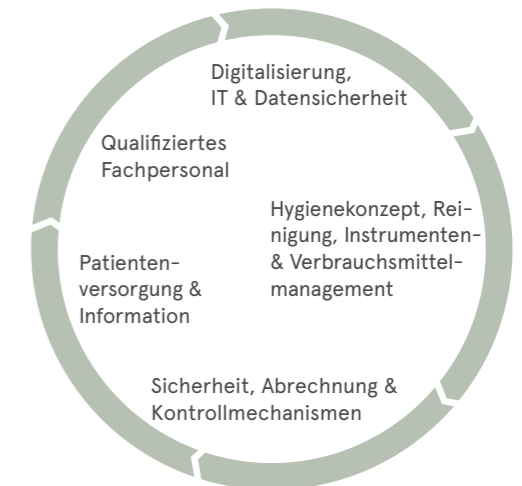 Digitalisierung,
IT & Datensicherheit
Qualifiziertes
Fachpersonal
Hygienekonzept, Rei-
nigung, Instrumenten-
& Verbrauchsmittel-
management
Patienten-
versorgung &
Information
Sicherheit, Abrechnung &
Kontrollmechanismen